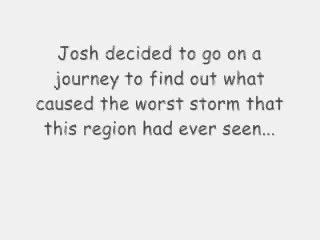 Josh decided to go on a
journey to find out what
caused the worst storm that
this region had ever seen...